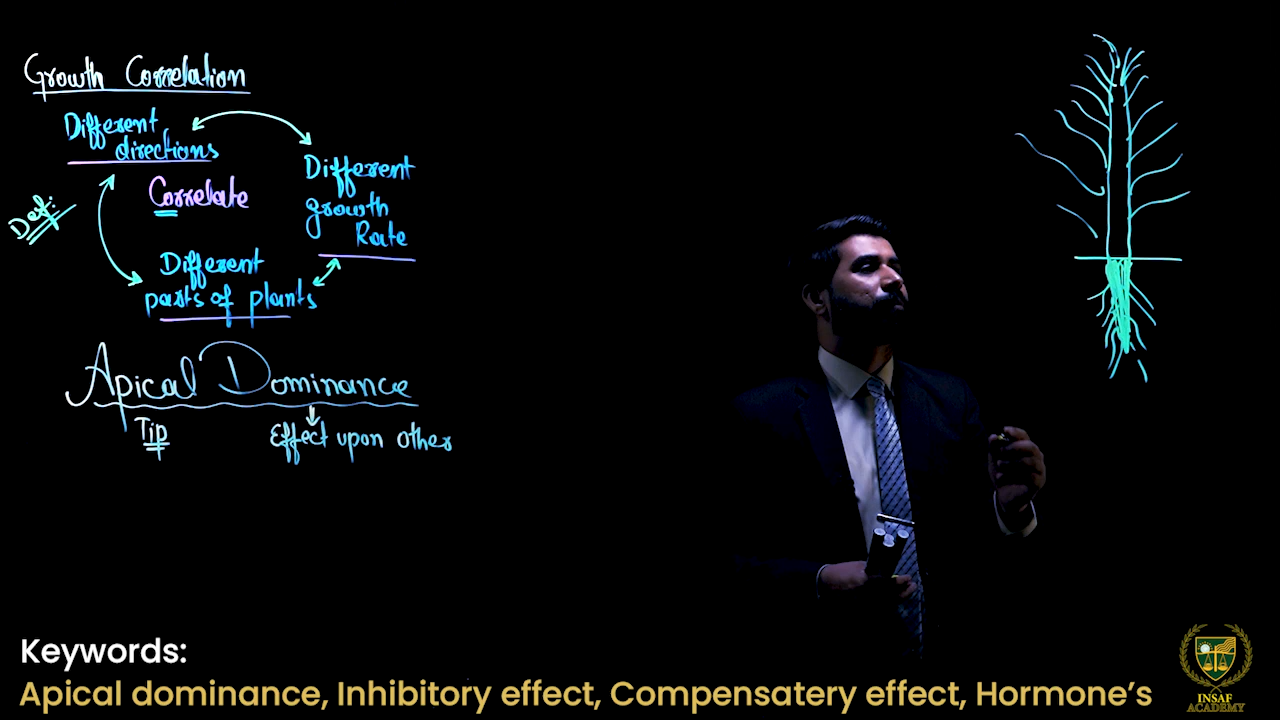 Growth Correlation
Different
directions
Different
growth
Rate
Correlate
Def:
Different
parts of plants
Apical Dominance
Tip
Effect upon other
Keywords:
Apical dominance, Inhibitory effect, Compensatery effect, Hormone's
INSAF
ACADEMY